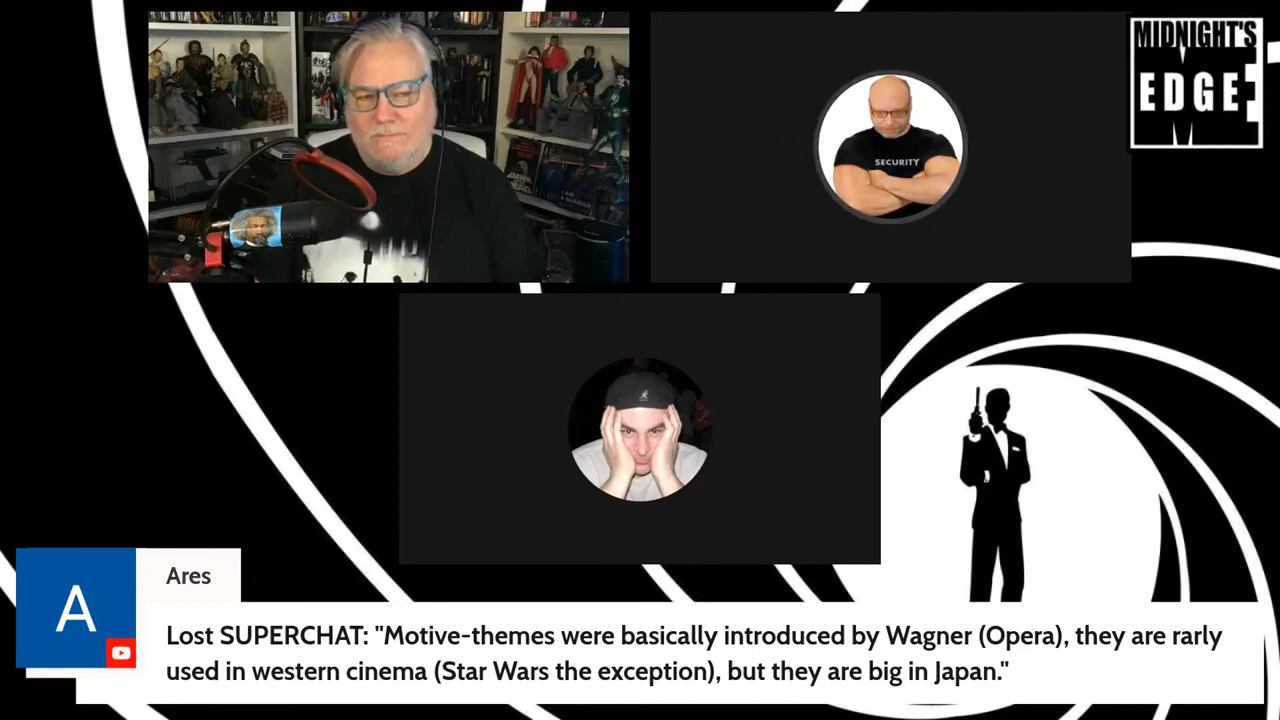 MIDNIGHT'S
EDGE
SECURITY
A
Ares
Lost SUPERCHAT: "Motive-themes were basically introduced by Wagner (Opera), they are rarly
used in western cinema (Star Wars the exception), but they are big in Japan."